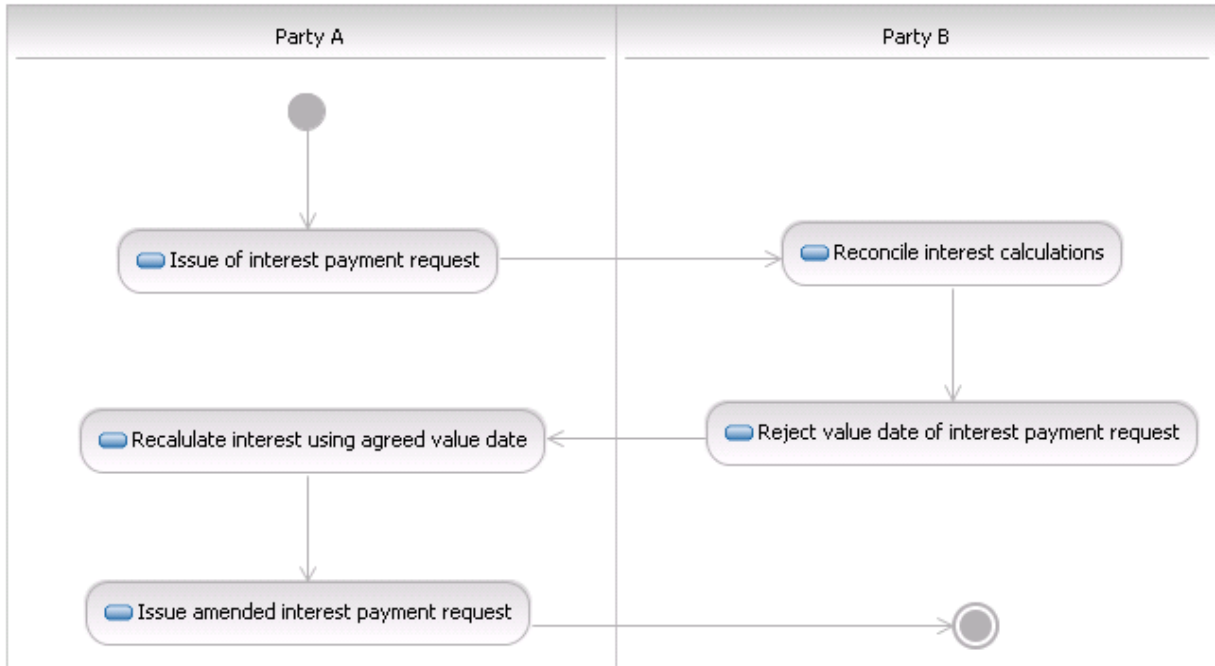 Party A
Party B
Issue of interest payment request
Reconcile interest calculations
Recalulate interest using agreed value date
Reject value date of interest payment request
Issue amended interest payment request